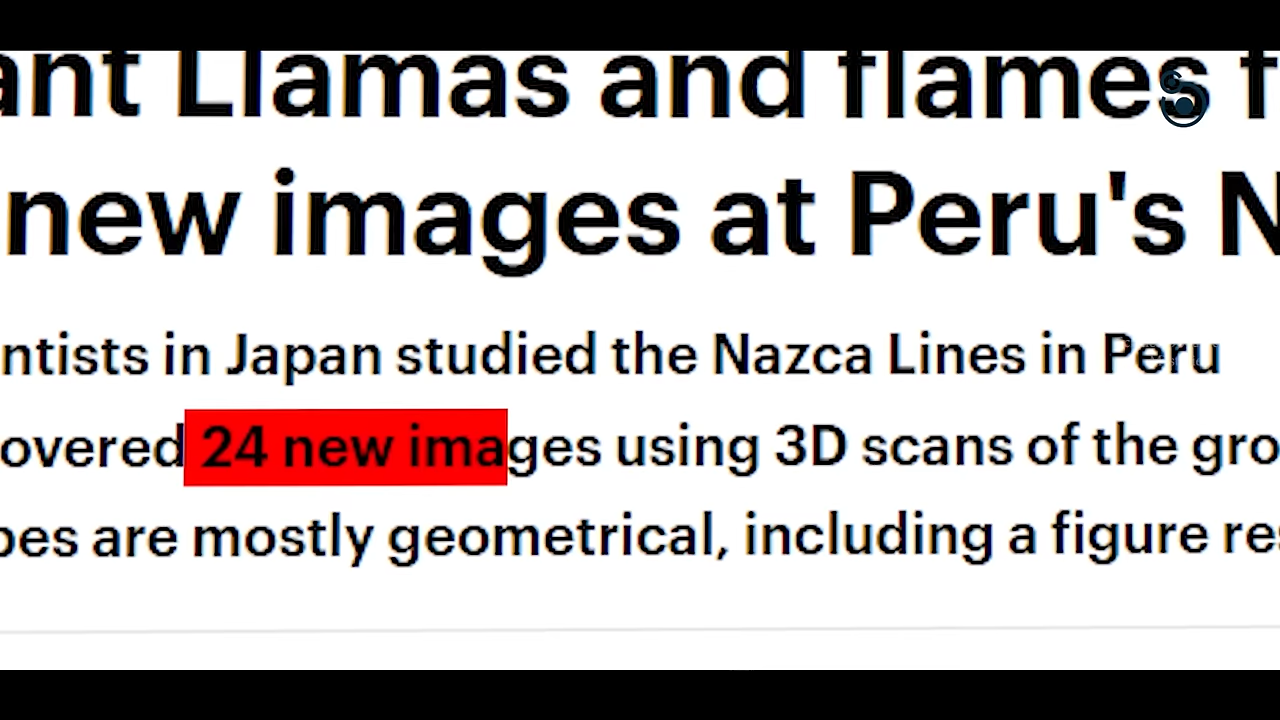 ant Llamas and flames f
new images at Peru's N
ntists in Japan studied the Nazca Lines in Peru
overed 24 new images using 3D scans of the gro
pes are mostly geometrical, including a figure res